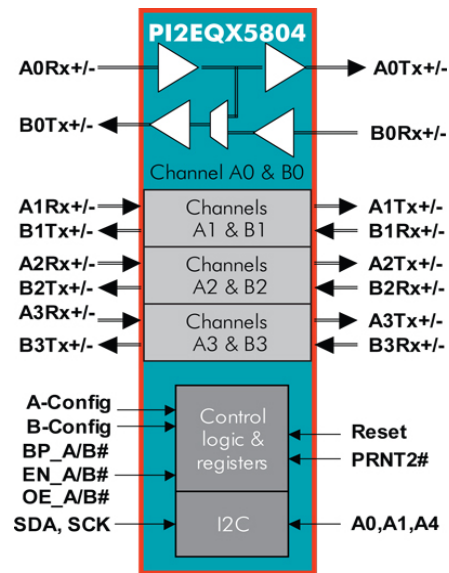 PI2EQX5804
A0Rx+/-
A0Tx+/-
B0Tx+/-
B0Rx+/-
Channel A0 & B0
A1Rx+/-
Channels
A1Tx+/-
B1Tx+/-
A1 & B1
B1Rx+/-
A2Rx+/-
Channels
A2Tx+/-
B2Tx+/-
A2 & B2
B2Rx+/-
A3Rx+/-
Channels
A3Tx+/-
B3Tx+/-
A3 & B3
B3Rx+/-
A-Config
B-Config
BP_A/B#
EN_A/B#
OE_A/B#
Control
logic &
registers
Reset
PRNT2#
SDA, SCK
I2C
A0,A1,A4